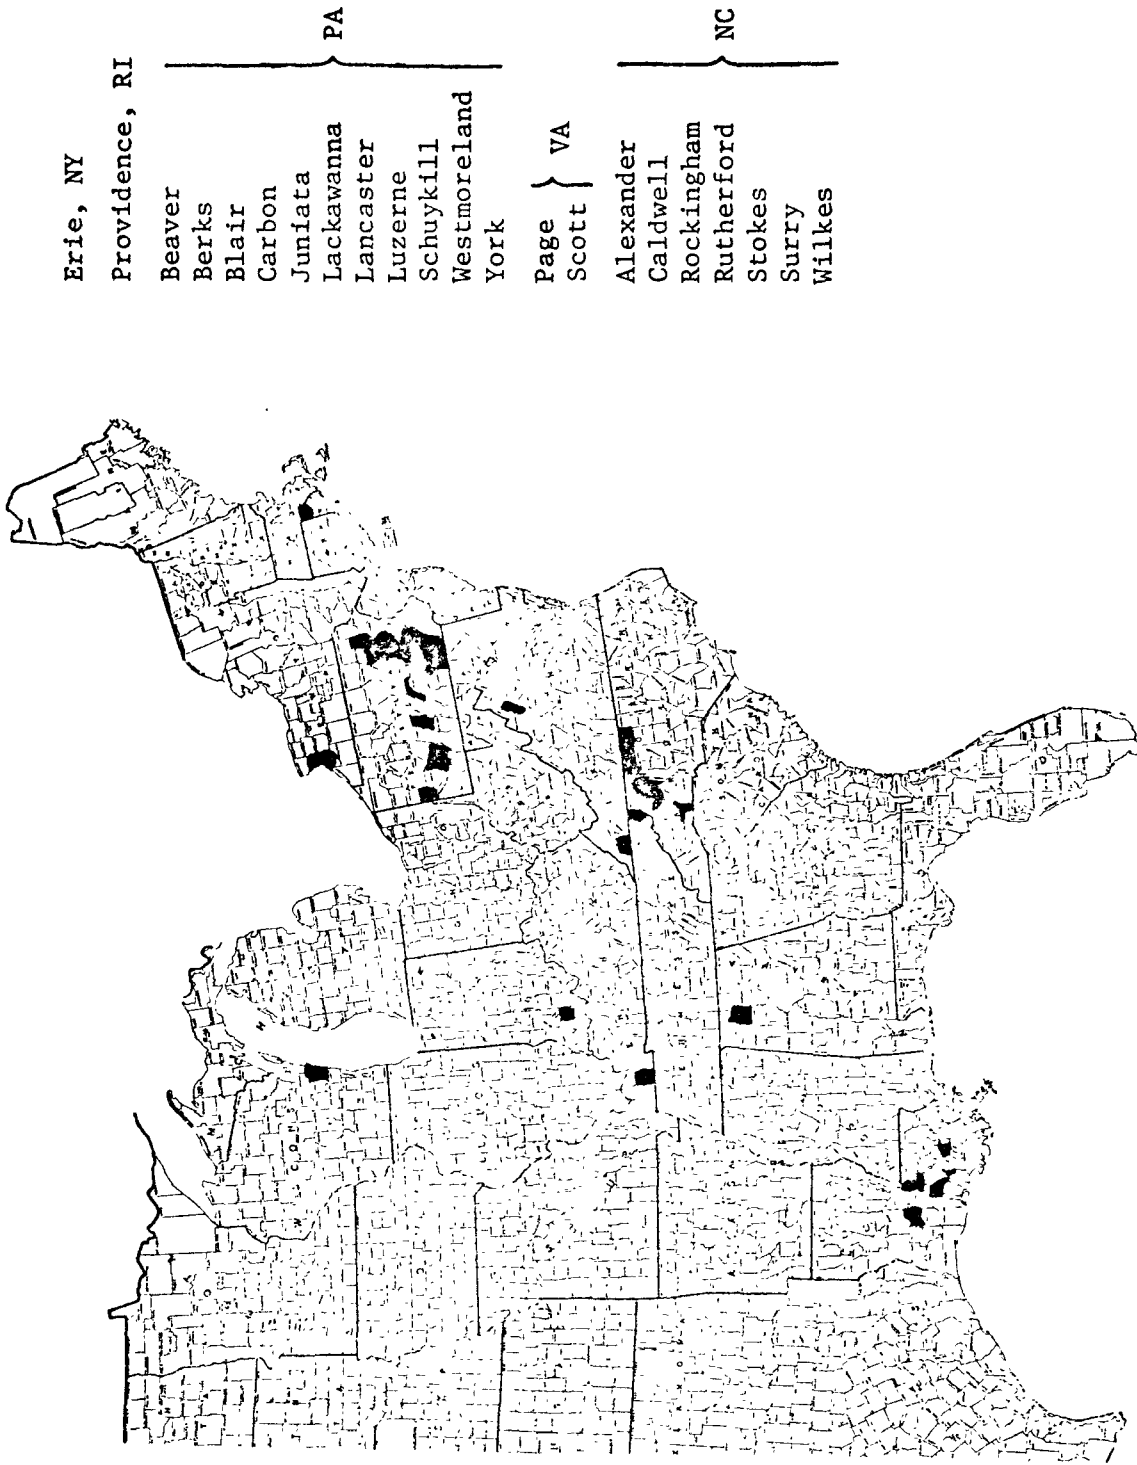 Erie, NY
Providence, RI
Beaver
Berks
Blair
Carbon
Juniata
Lackawanna
Lancaster
Luzerne
Schuykill
Westmoreland
York
PA
Page
Scott
VA
Alexander
Caldwell
Rockingham
Rutherford
Stokes
Surry
Wilkes
NC